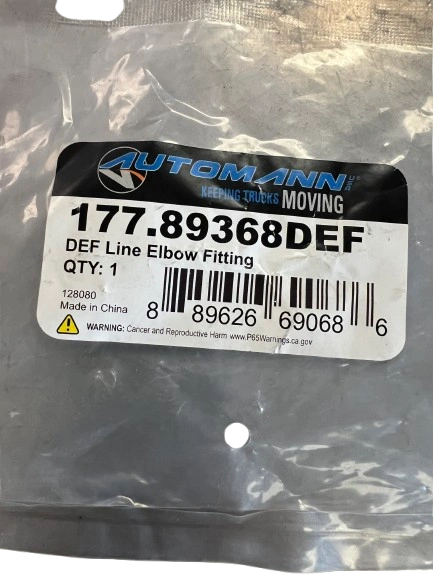 AUTOMANN INC.
KEEPING TRUCKS MOVING
177.89368DEF
DEF Line Elbow Fitting
QTY: 1
128080
Made in China
8 89626 69068 6
WARNING: Cancer and Reproductive Harm www.P65Warnings.ca.gov